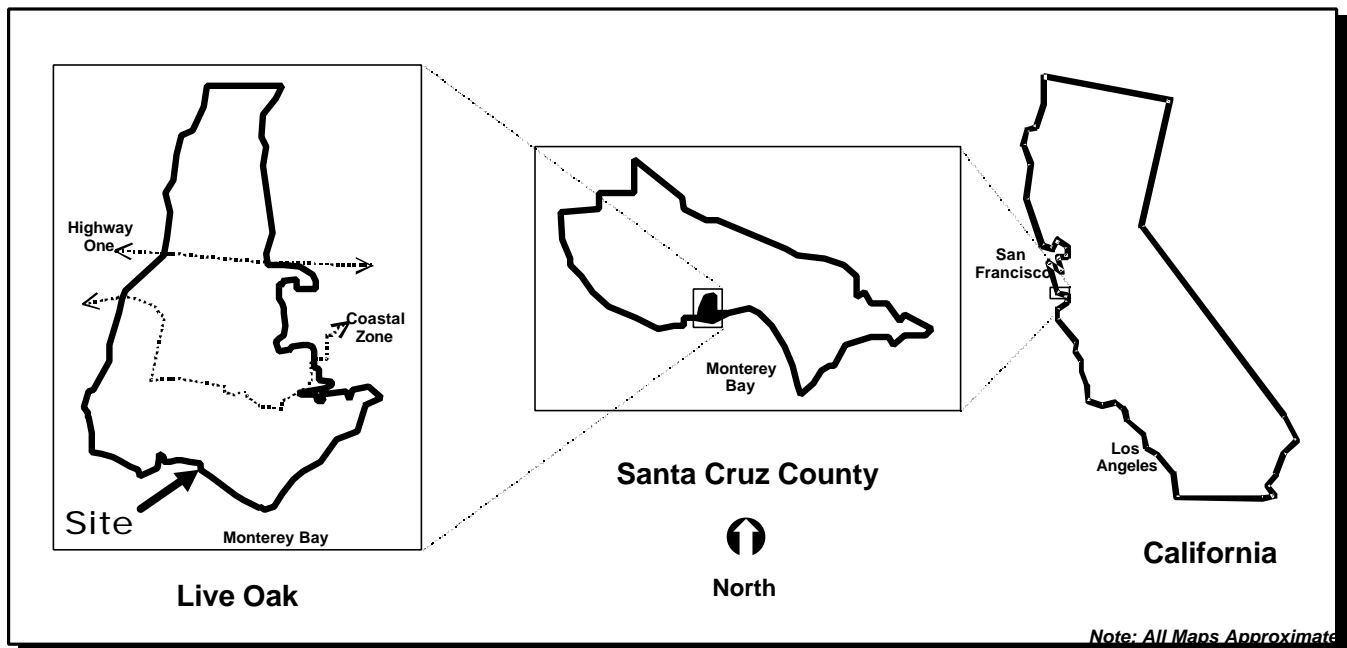 Highway
One
Coastal
Zone
Site
Monterey Bay
Live Oak
Monterey
Bay
Santa Cruz County
North
San
Francisco
Los
Angeles
California
Note: All Maps Approximate